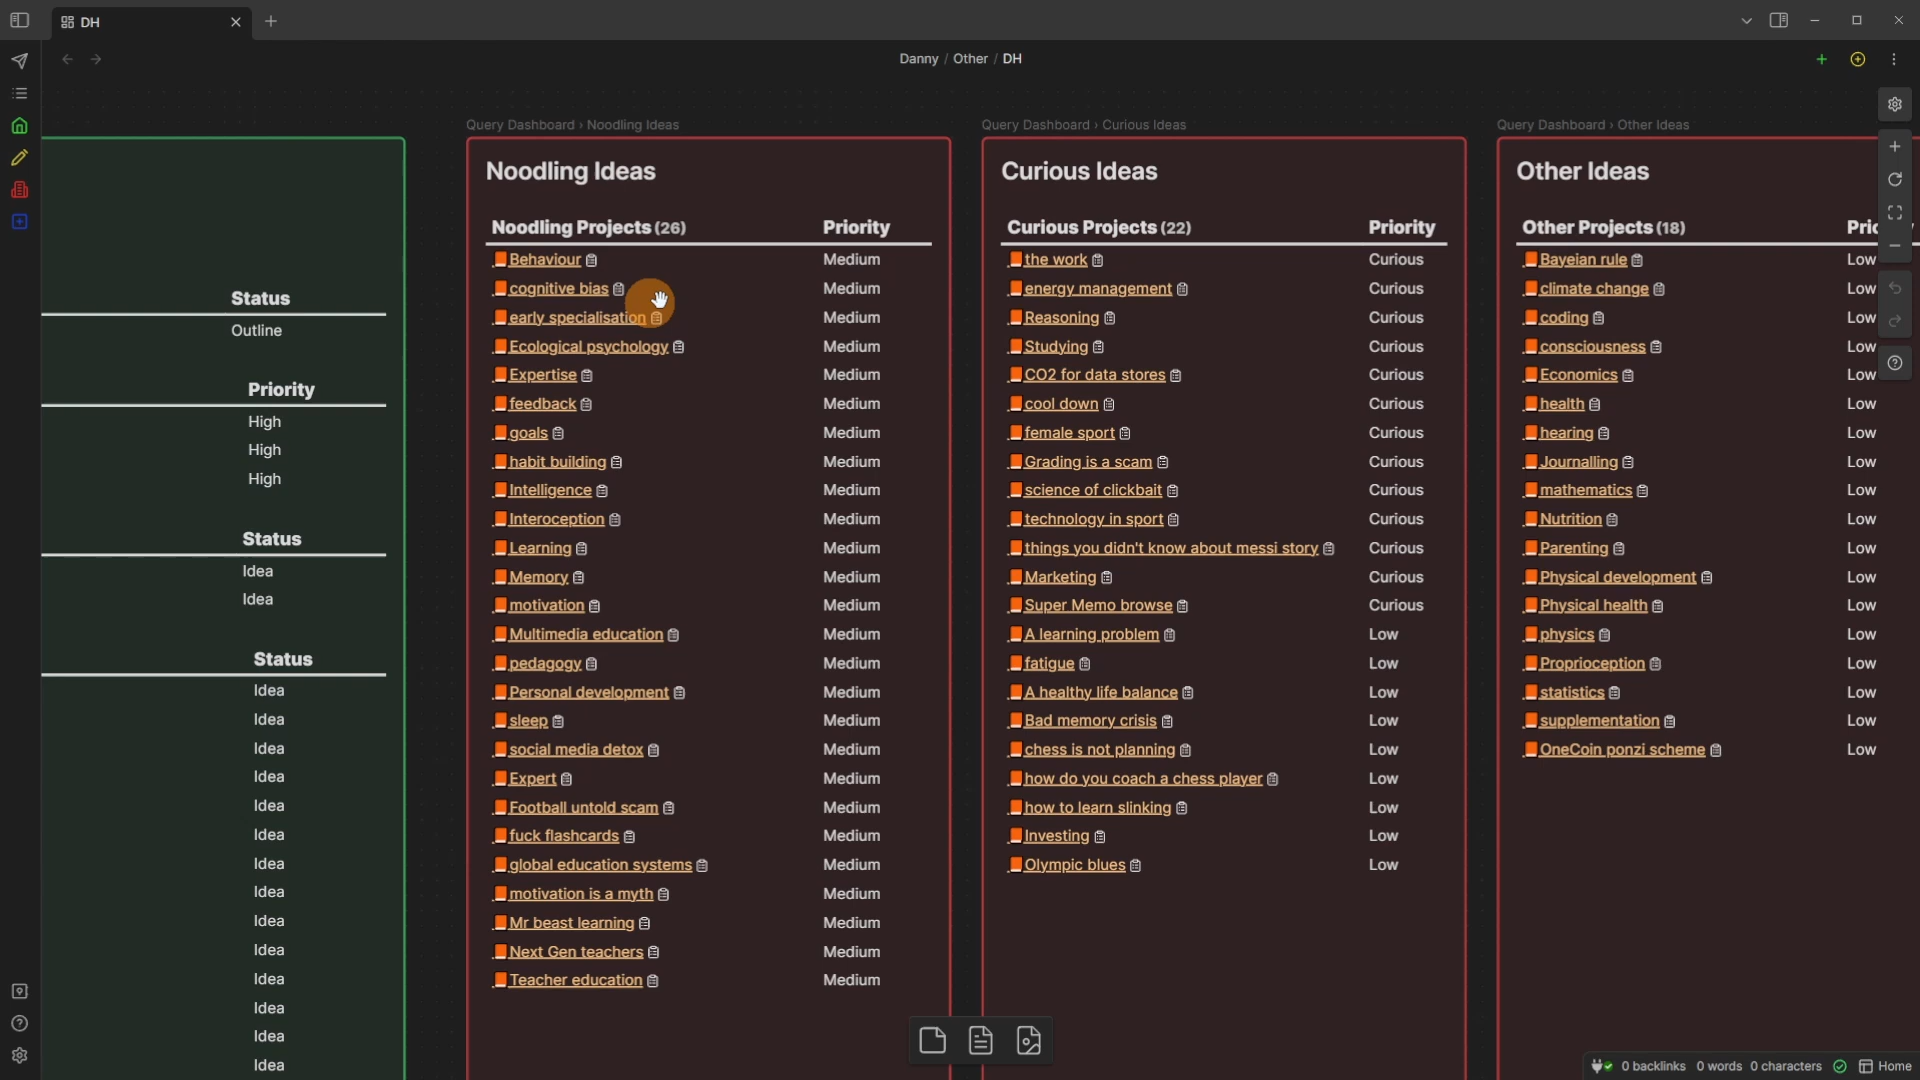 DH
Danny / Other / DH
Status
Outline
Priority
High
High
High
Status
Idea
Idea
Status
Idea
Idea
Idea
Idea
Idea
Idea
Idea
Idea
Idea
Idea
Idea
Idea
Idea
Idea
Query Dashboard › Noodling Ideas
Noodling Ideas
Noodling Projects (26) Priority
Behaviour Medium
cognitive bias Medium
early specialisation Medium
Ecological psychology Medium
Expertise Medium
feedback Medium
goals Medium
habit building Medium
Intelligence Medium
Interoception Medium
Learning Medium
Memory Medium
motivation Medium
Multimedia education Medium
pedagogy Medium
Personal development Medium
sleep Medium
social media detox Medium
Expert Medium
Football untold scam Medium
fuck flashcards Medium
global education systems Medium
motivation is a myth Medium
Mr beast learning Medium
Next Gen teachers Medium
Teacher education Medium
Query Dashboard › Curious Ideas
Curious Ideas
Curious Projects (22) Priority
the work Curious
energy management Curious
Reasoning Curious
Studying Curious
CO2 for data stores Curious
cool down Curious
female sport Curious
Grading is a scam Curious
science of clickbait Curious
technology in sport Curious
things you didn't know about messi story Curious
Marketing Curious
Super Memo browse Curious
A learning problem Low
fatigue Low
A healthy life balance Low
Bad memory crisis Low
chess is not planning Low
how do you coach a chess player Low
how to learn slinking Low
Investing Low
Olympic blues Low
Query Dashboard › Other Ideas
Other Ideas
Other Projects (18)
Bayeian rule Low
climate change Low
coding Low
consciousness Low
Economics Low
health Low
hearing Low
Journalling Low
mathematics Low
Nutrition Low
Parenting Low
Physical development Low
Physical health Low
physics Low
Proprioception Low
statistics Low
supplementation Low
OneCoin ponzi scheme Low
0 backlinks 0 words 0 characters Home